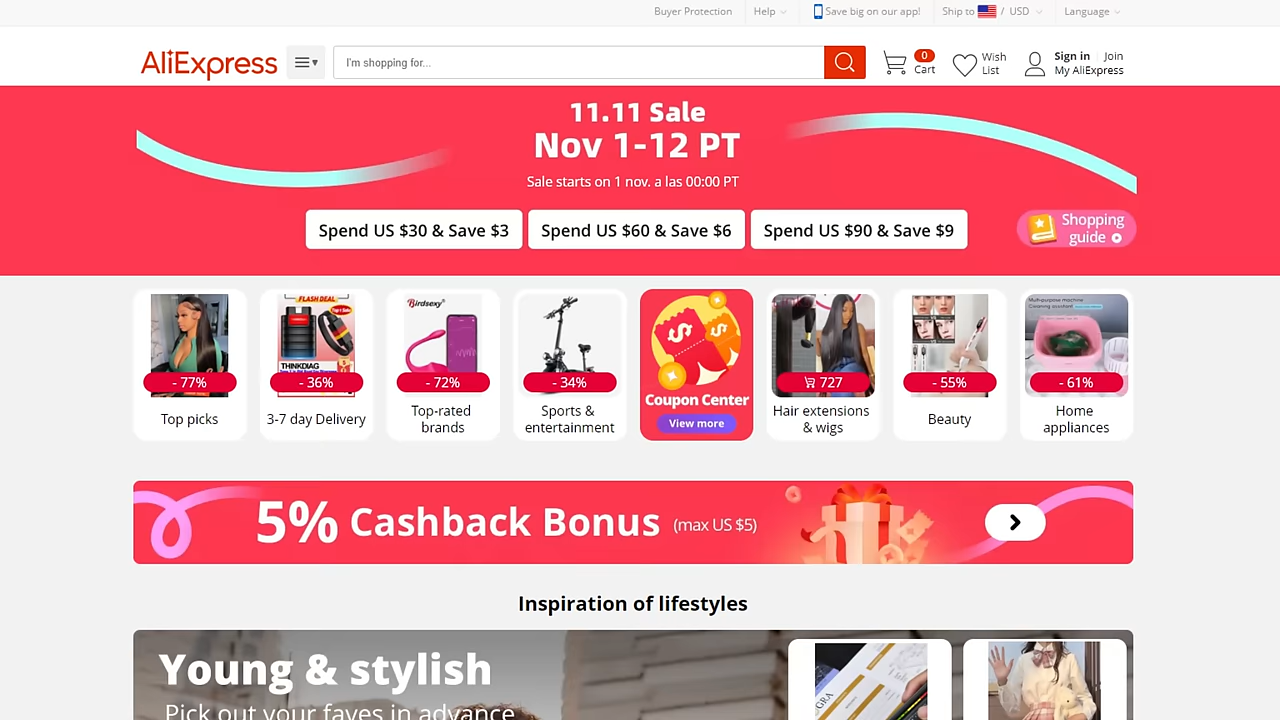 Buyer Protection
Help
Save big on our app!
Ship to / USD
Language
AliExpress
I'm shopping for...
0
Cart
Wish
List
Sign in Join
My AliExpress
11.11 Sale
Nov 1-12 PT
Sale starts on 1 nov. a las 00:00 PT
Spend US $30 & Save $3
Spend US $60 & Save $6
Spend US $90 & Save $9
Shopping
guide
- 77%
Top picks
FLASH DEAL
THINKDIAG
- 36%
3-7 day Delivery
Birdsexy
- 72%
Top-rated
brands
- 34%
Sports &
entertainment
Coupon Center
View more
727
Hair extensions
& wigs
- 55%
Beauty
Multi-purpose machine
Cleaning assistant
- 61%
Home
appliances
5% Cashback Bonus (max US $5)
Inspiration of lifestyles
Young & stylish
Pick out your faves in advance